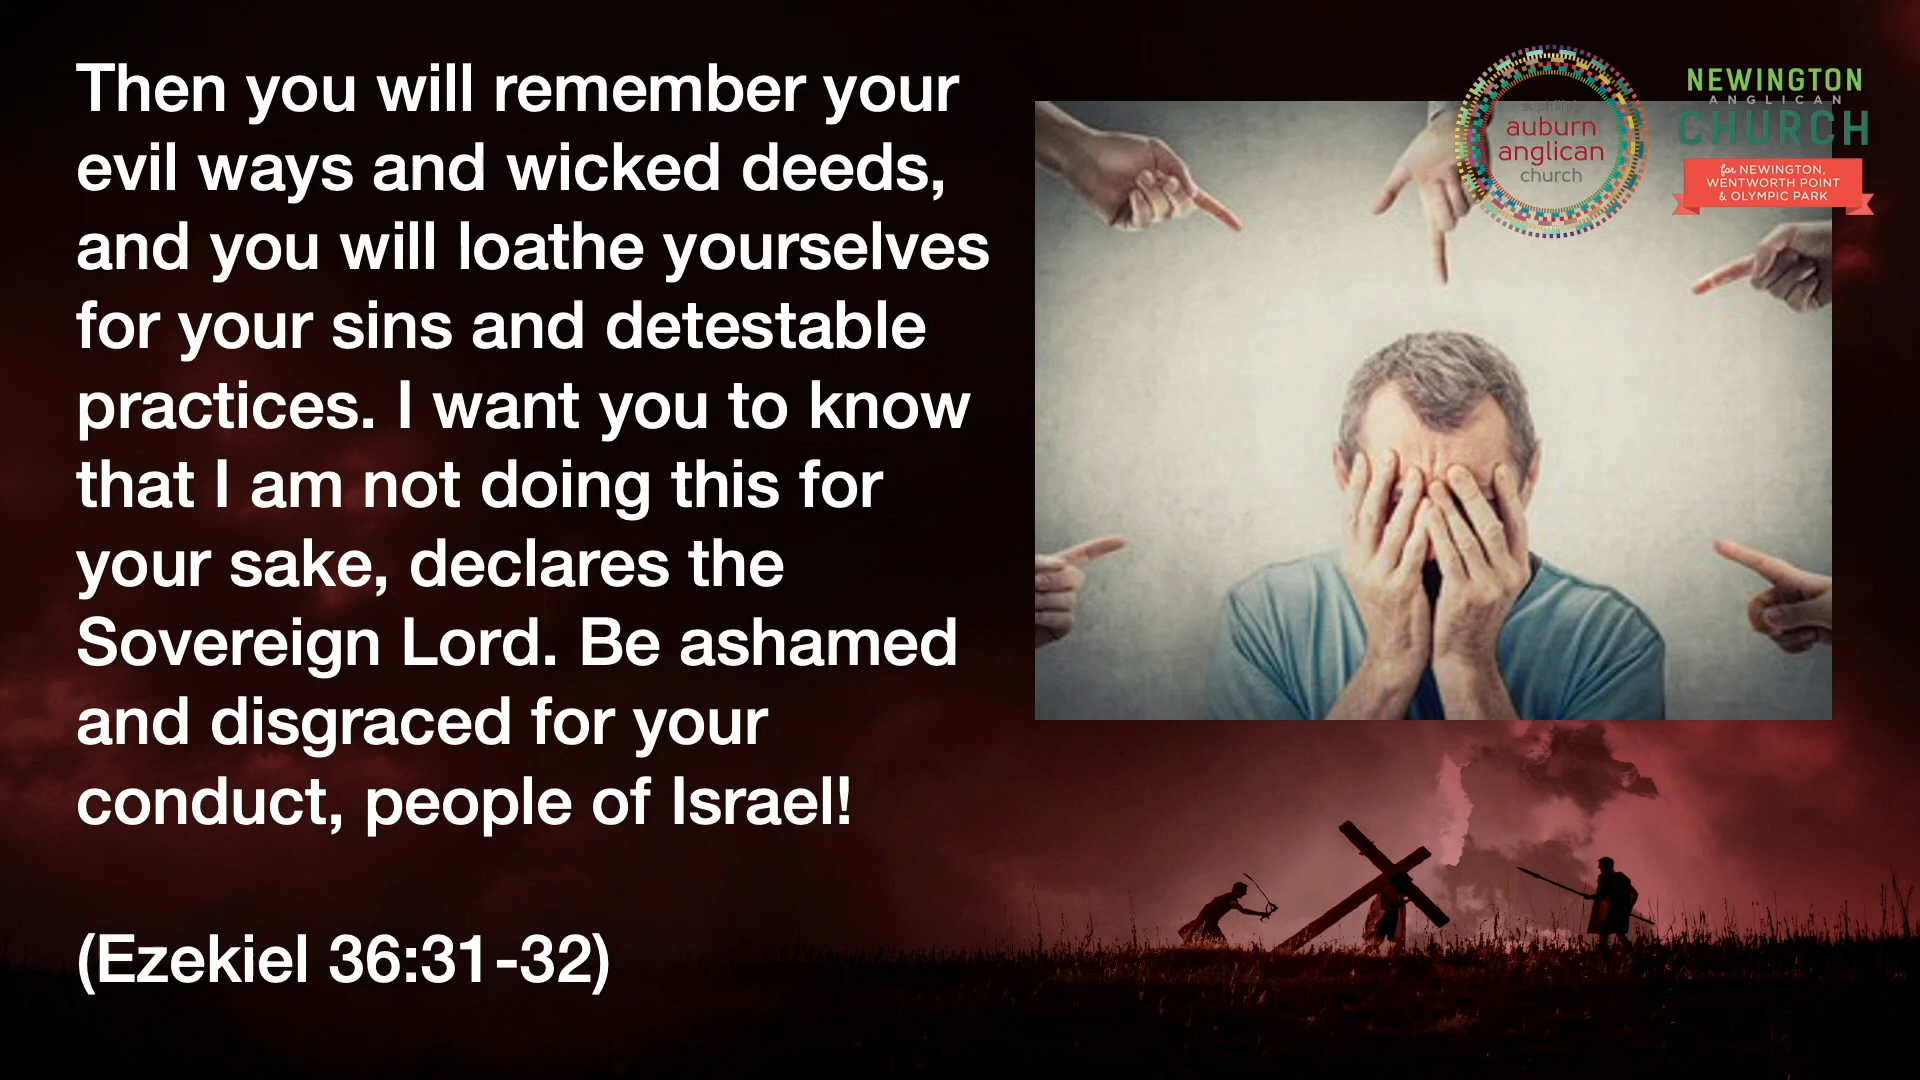 Then you will remember your
evil ways and wicked deeds,
and you will loathe yourselves
for your sins and detestable
practices. I want you to know
that I am not doing this for
your sake, declares the
Sovereign Lord. Be ashamed
and disgraced for your
conduct, people of Israel!
(Ezekiel 36:31-32)
st philip's
auburn
anglican
church
NEWINGTON
ANGLICAN
CHURCH
for NEWINGTON,
WENTWORTH POINT
& OLYMPIC PARK